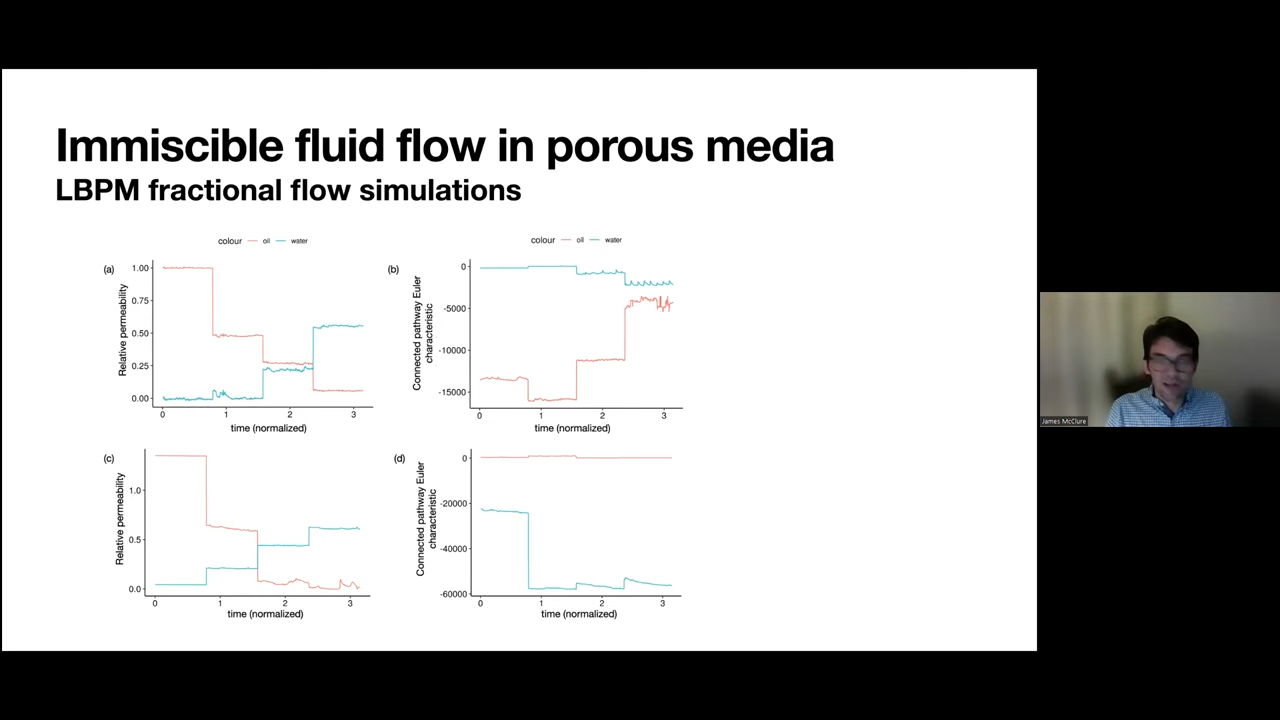 Immiscible fluid flow in porous media
LBPM fractional flow simulations
colour oil water
(a)
Relative permeability
1.00
0.75
0.50
0.25
0.00
0 1 2 3
time (normalized)
colour oil water
(b)
Connected pathway Euler
characteristic
0
-5000
-10000
-15000
0 1 2 3
time (normalized)
(c)
Relative permeability
1.0
0.5
0.0
0 1 2 3
time (normalized)
(d)
Connected pathway Euler
characteristic
0
-20000
-40000
-60000
0 1 2 3
time (normalized)
James McClure